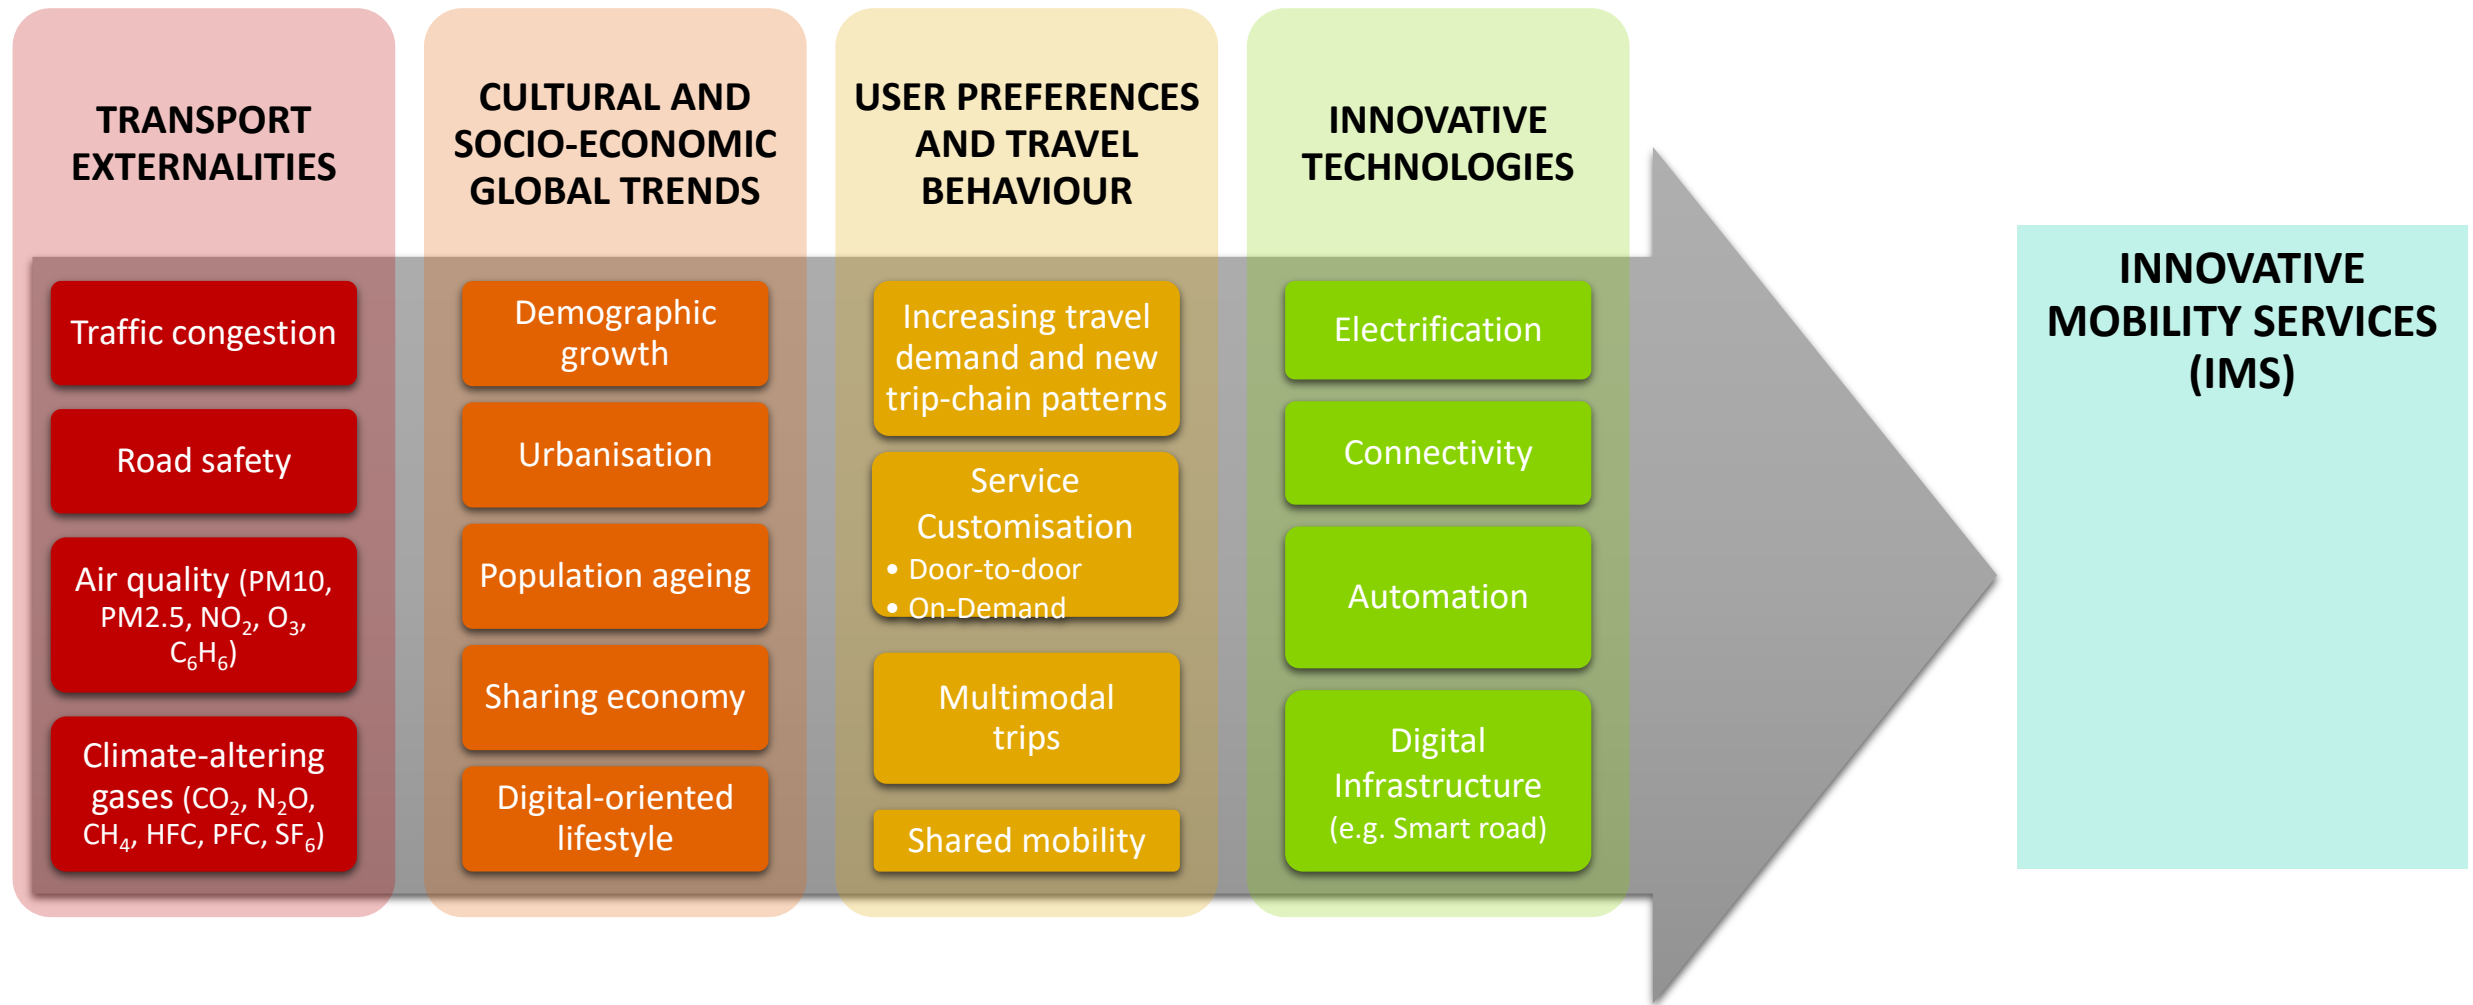 TRANSPORT
EXTERNALITIES
Traffic congestion
Road safety
Air quality (PM10,
PM2.5, NO₂, O₃,
C₆H₆)
Climate-altering
gases (CO₂, N₂O,
CH₄, HFC, PFC, SF₆)
CULTURAL AND
SOCIO-ECONOMIC
GLOBAL TRENDS
Demographic
growth
Urbanisation
Population ageing
Sharing economy
Digital-oriented
lifestyle
USER PREFERENCES
AND TRAVEL
BEHAVIOUR
Increasing travel
demand and new
trip-chain patterns
Service
Customisation
• Door-to-door
• On-Demand
Multimodal
trips
Shared mobility
INNOVATIVE
TECHNOLOGIES
Electrification
Connectivity
Automation
Digital
Infrastructure
(e.g. Smart road)
INNOVATIVE
MOBILITY SERVICES
(IMS)